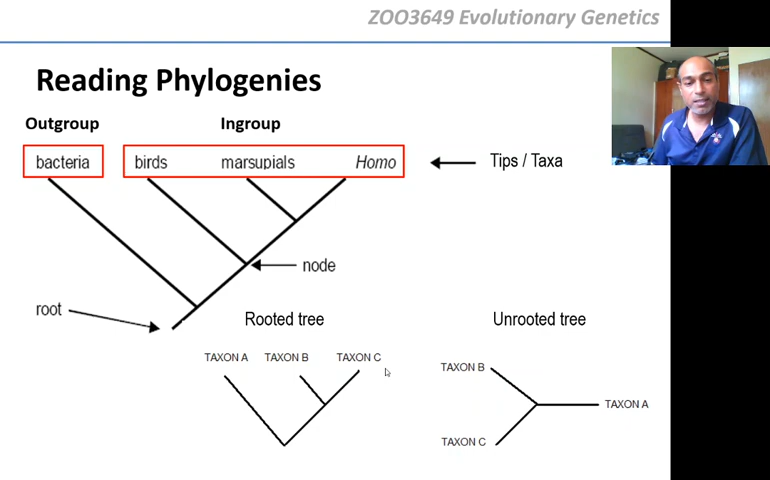 ZOO3649 Evolutionary Genetics
Reading Phylogenies
Outgroup Ingroup
bacteria birds marsupials Homo Tips / Taxa
node
root
Rooted tree Unrooted tree
TAXON A TAXON B TAXON C
TAXON B
TAXON A
TAXON C